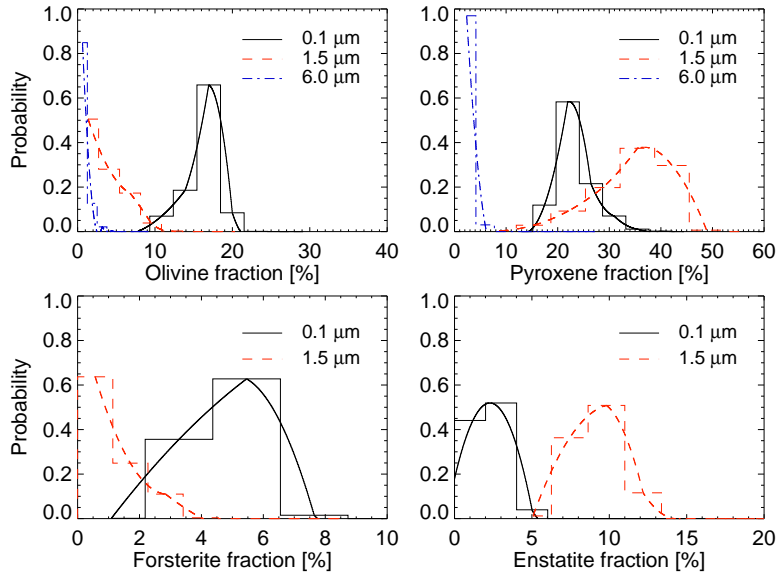 1.0
0.8
0.6
0.4
0.2
0.0
Probability
0.1 µm
1.5 µm
6.0 µm
0 10 20 30 40
Olivine fraction [%]
1.0
0.8
0.6
0.4
0.2
0.0
0.1 µm
1.5 µm
6.0 µm
0 10 20 30 40 50 60
Pyroxene fraction [%]
1.0
0.8
0.6
0.4
0.2
0.0
Probability
0.1 µm
1.5 µm
0 2 4 6 8 10
Forsterite fraction [%]
1.0
0.8
0.6
0.4
0.2
0.0
0.1 µm
1.5 µm
0 5 10 15 20
Enstatite fraction [%]